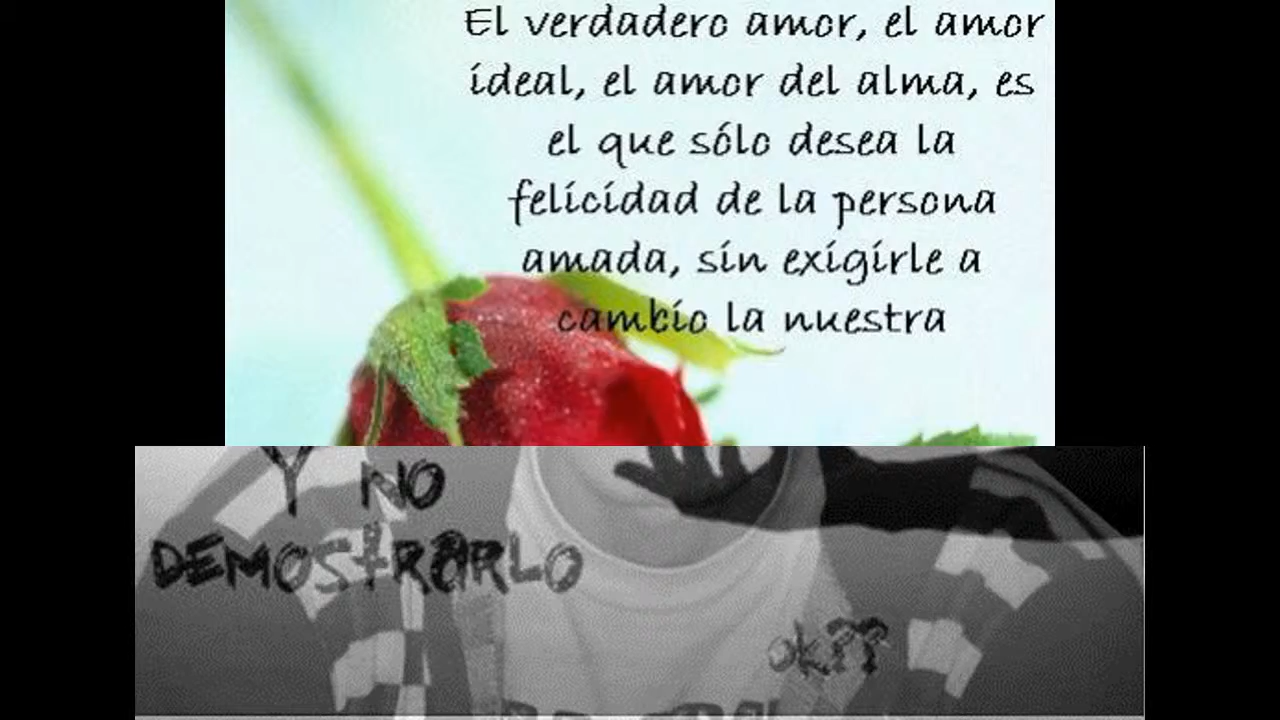 El verdadero amor, el amor
ideal, el amor del alma, es
el que sólo desea la
felicidad de la persona
amada, sin exigirle a
cambio la nuestra
Y NO
DEMOSTRARLO
ok??